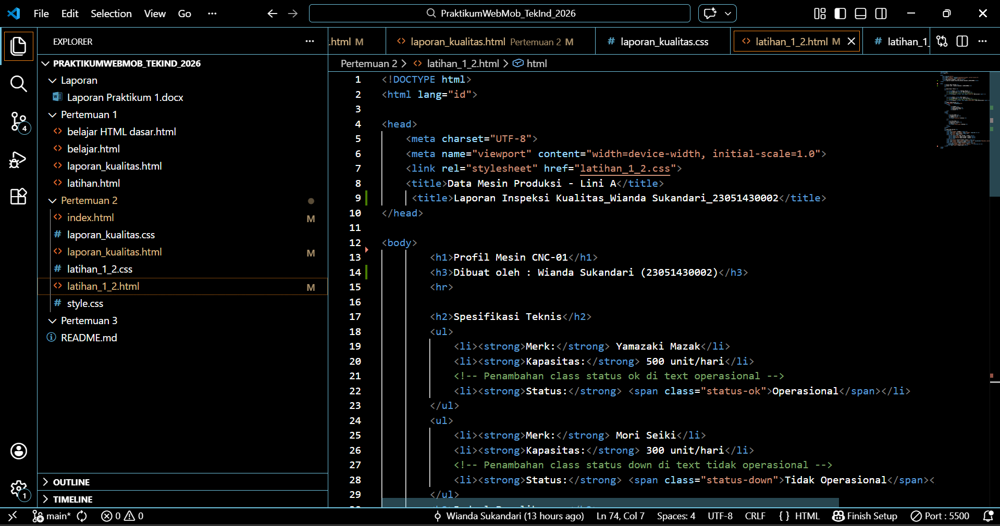 File Edit Selection View Go ··· PraktikumWebMob_TekInd_2026
EXPLORER ···
PRAKTIKUMWEBMOB_TEKIND_2026
Laporan
Laporan Praktikum 1.docx
Pertemuan 1
belajar HTML dasar.html
belajar.html
laporan_kualitas.html
latihan.html
Pertemuan 2
index.html M
laporan_kualitas.css
laporan_kualitas.html M
latihan_1_2.css
latihan_1_2.html M
style.css
Pertemuan 3
README.md
OUTLINE
TIMELINE
4
1
.html M laporan_kualitas.html Pertemuan 2 M laporan_kualitas.css latihan_1_2.html M latihan_1_ ···
Pertemuan 2 > latihan_1_2.html > html
1 <!DOCTYPE html>
2 <html lang="id">
3
4 <head>
5 <meta charset="UTF-8">
6 <meta name="viewport" content="width=device-width, initial-scale=1.0">
7 <link rel="stylesheet" href="latihan_1_2.css">
8 <title>Data Mesin Produksi - Lini A</title>
9 <title>Laporan Inspeksi Kualitas_Wianda Sukandari_23051430002</title>
10 </head>
11
12 <body>
13 <h1>Profil Mesin CNC-01</h1>
14 <h3>Dibuat oleh : Wianda Sukandari (23051430002)</h3>
15 <hr>
16
17 <h2>Spesifikasi Teknis</h2>
18 <ul>
19 <li><strong>Merk:</strong> Yamazaki Mazak</li>
20 <li><strong>Kapasitas:</strong> 500 unit/hari</li>
21 <!-- Penambahan class status ok di text operasional -->
22 <li><strong>Status:</strong> <span class="status-ok">Operasional</span></li>
23 </ul>
24 <ul>
25 <li><strong>Merk:</strong> Mori Seiki</li>
26 <li><strong>Kapasitas:</strong> 300 unit/hari</li>
27 <!-- Penambahan class status down di text tidak operasional -->
28 <li><strong>Status:</strong> <span class="status-down">Tidak Operasional</span><
29 </ul>
main* 0 0 Wianda Sukandari (13 hours ago) Ln 74, Col 7 Spaces: 4 UTF-8 CRLF { } HTML Finish Setup Port : 5500